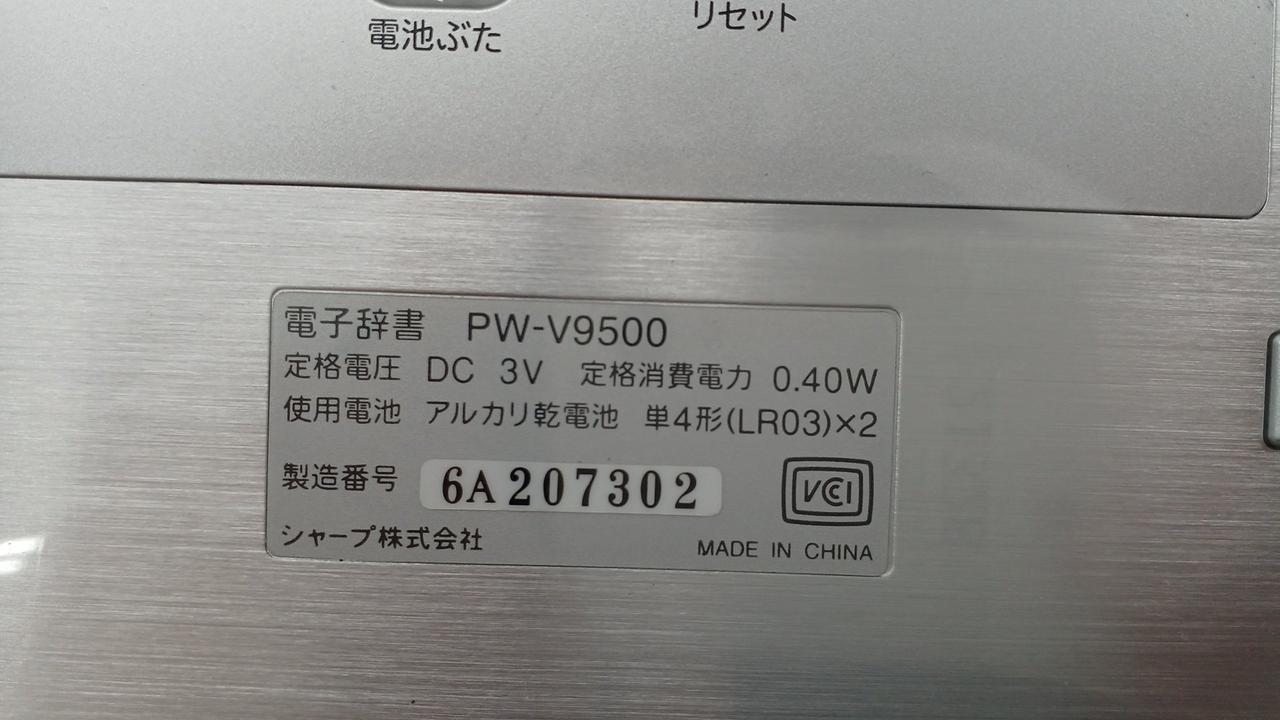 電池ぶた リセット
電子辞書 PW-V9500
定格電圧 DC 3V 定格消費電力 0.40W
使用電池 アルカリ乾電池 単4形(LR03)×2
製造番号 6A207302
VCCI
シャープ株式会社 MADE IN CHINA